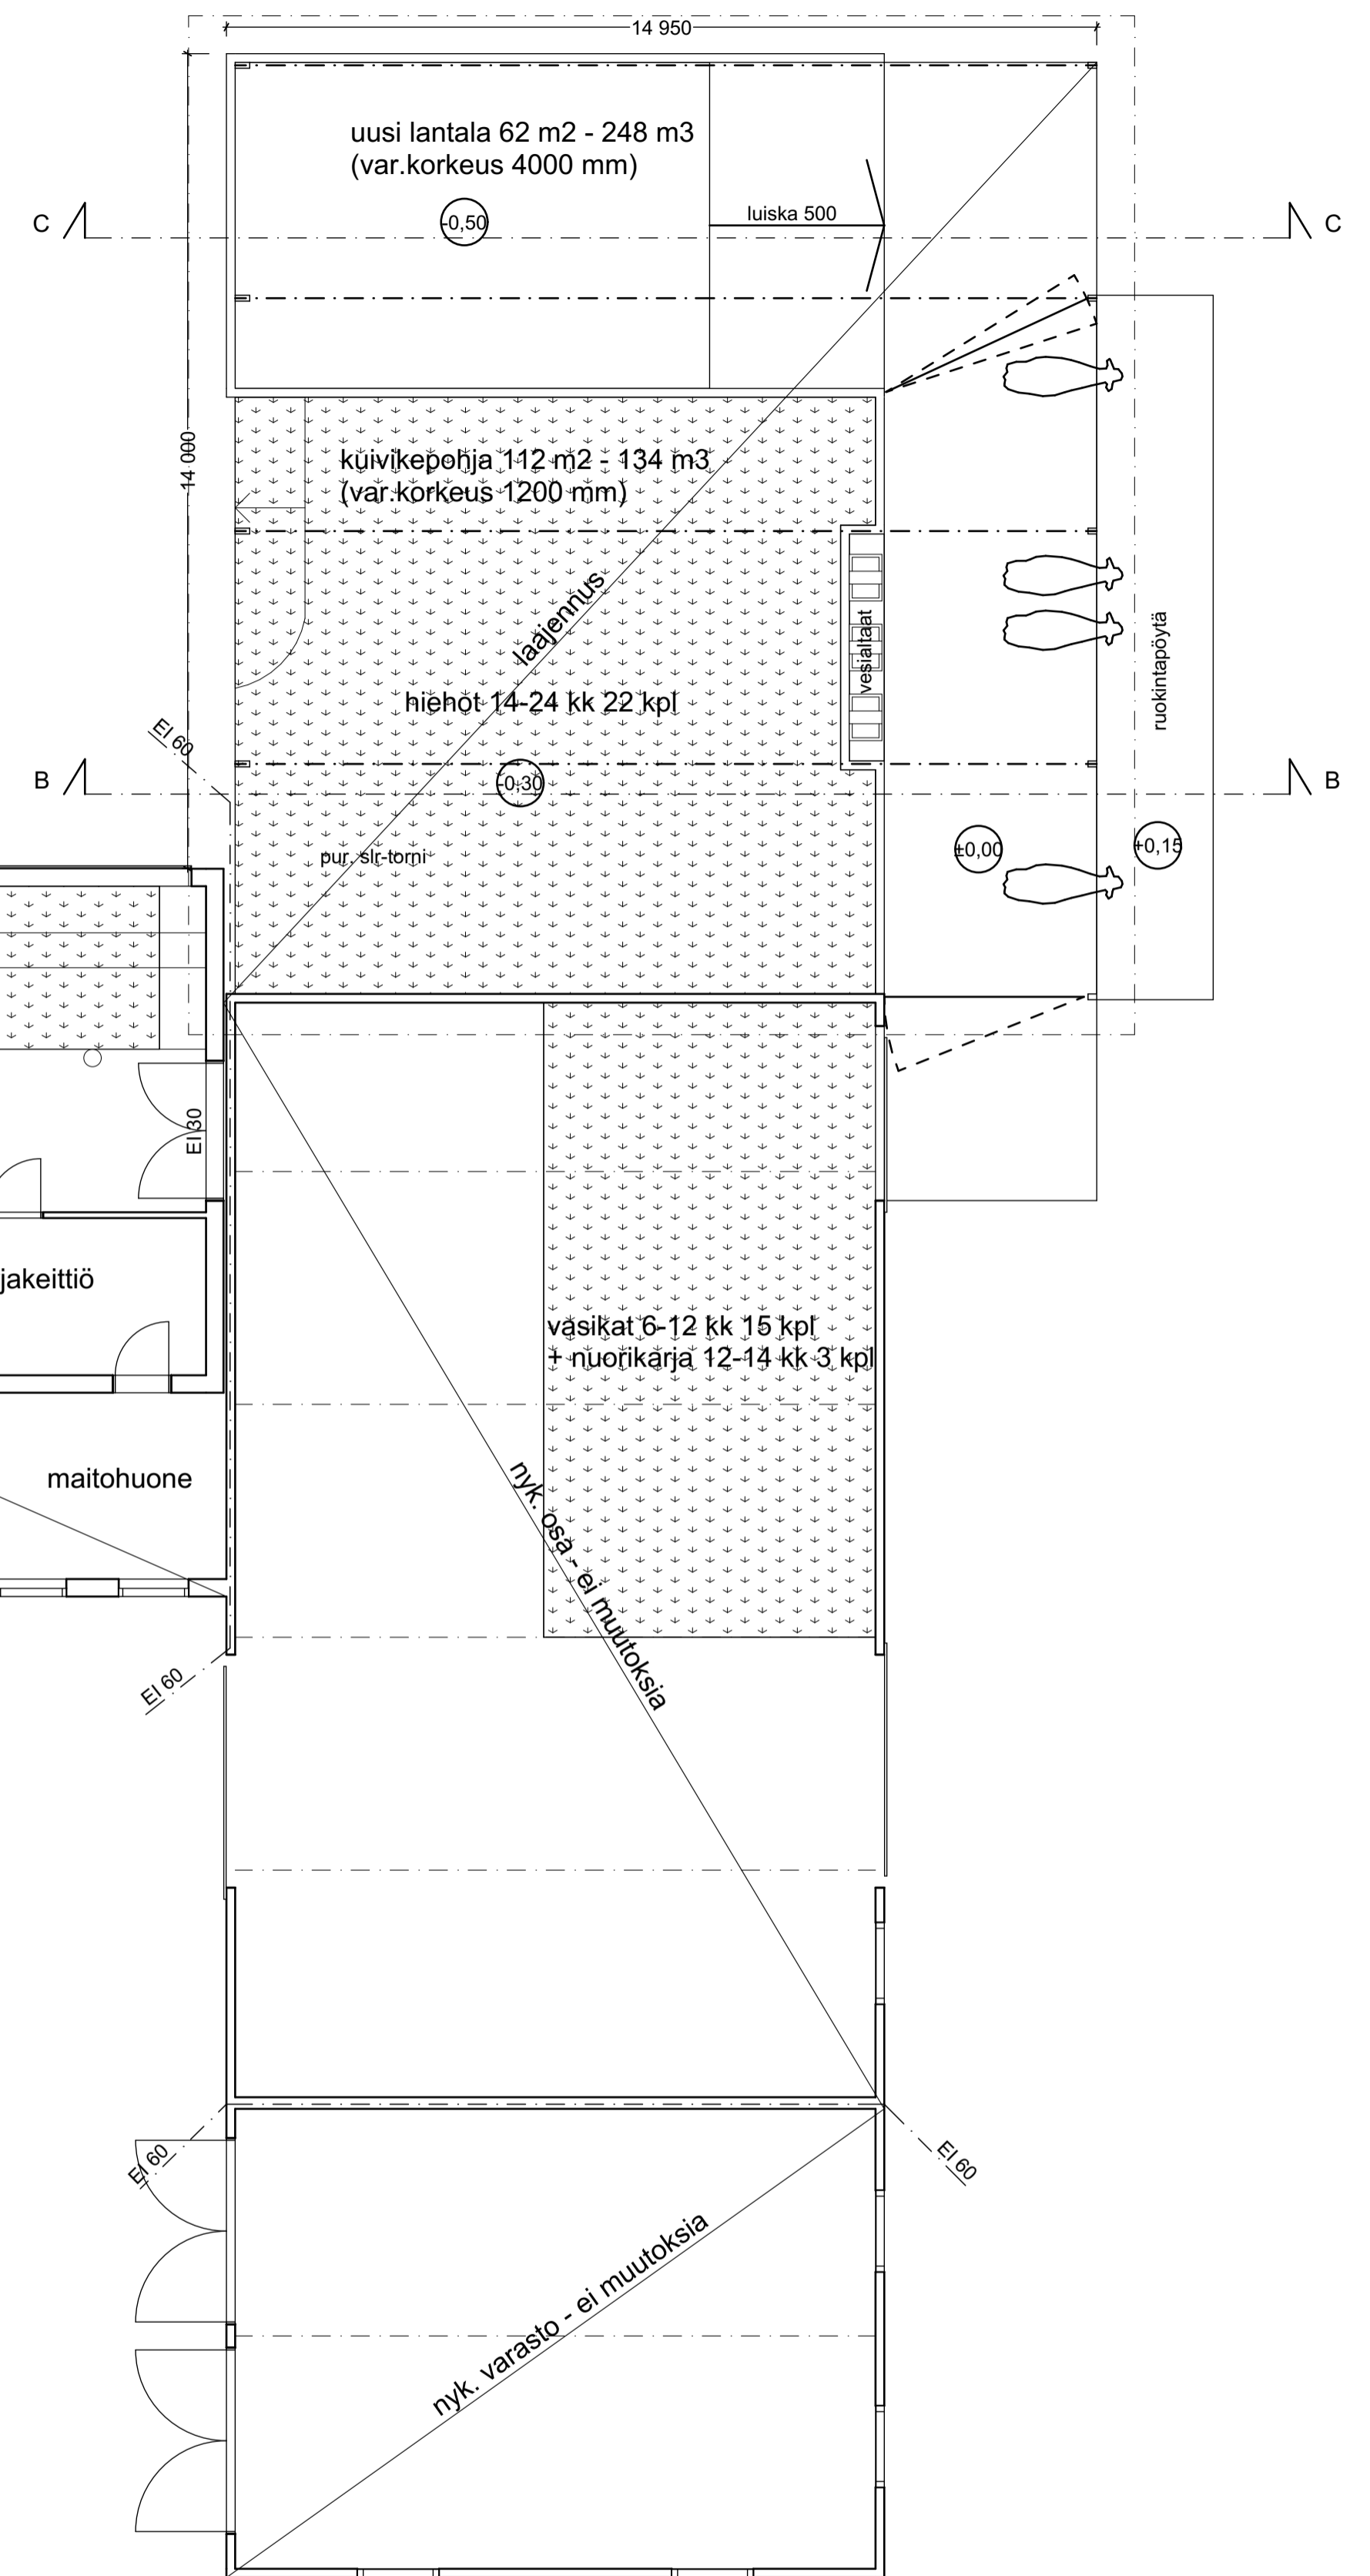 14 950
uusi lantala 62 m2 - 248 m3
(var.korkeus 4000 mm)
C
-0,50
luiska 500
C
14 000
kuivikepohja 112 m2 - 134 m3
(var.korkeus 1200 mm)
laajennus
vesialtaat
ruokintapöytä
hiehot 14-24 kk 22 kpl
EI 60
B
-0,30
B
pur. slr-torni
±0,00
+0,15
EI 30
jakeittiö
vasikat 6-12 kk 15 kpl
+ nuorikarja 12-14 kk 3 kpl
maitohuone
nyk. osa - ei muutoksia
EI 60
EI 60
EI 60
nyk. varasto - ei muutoksia